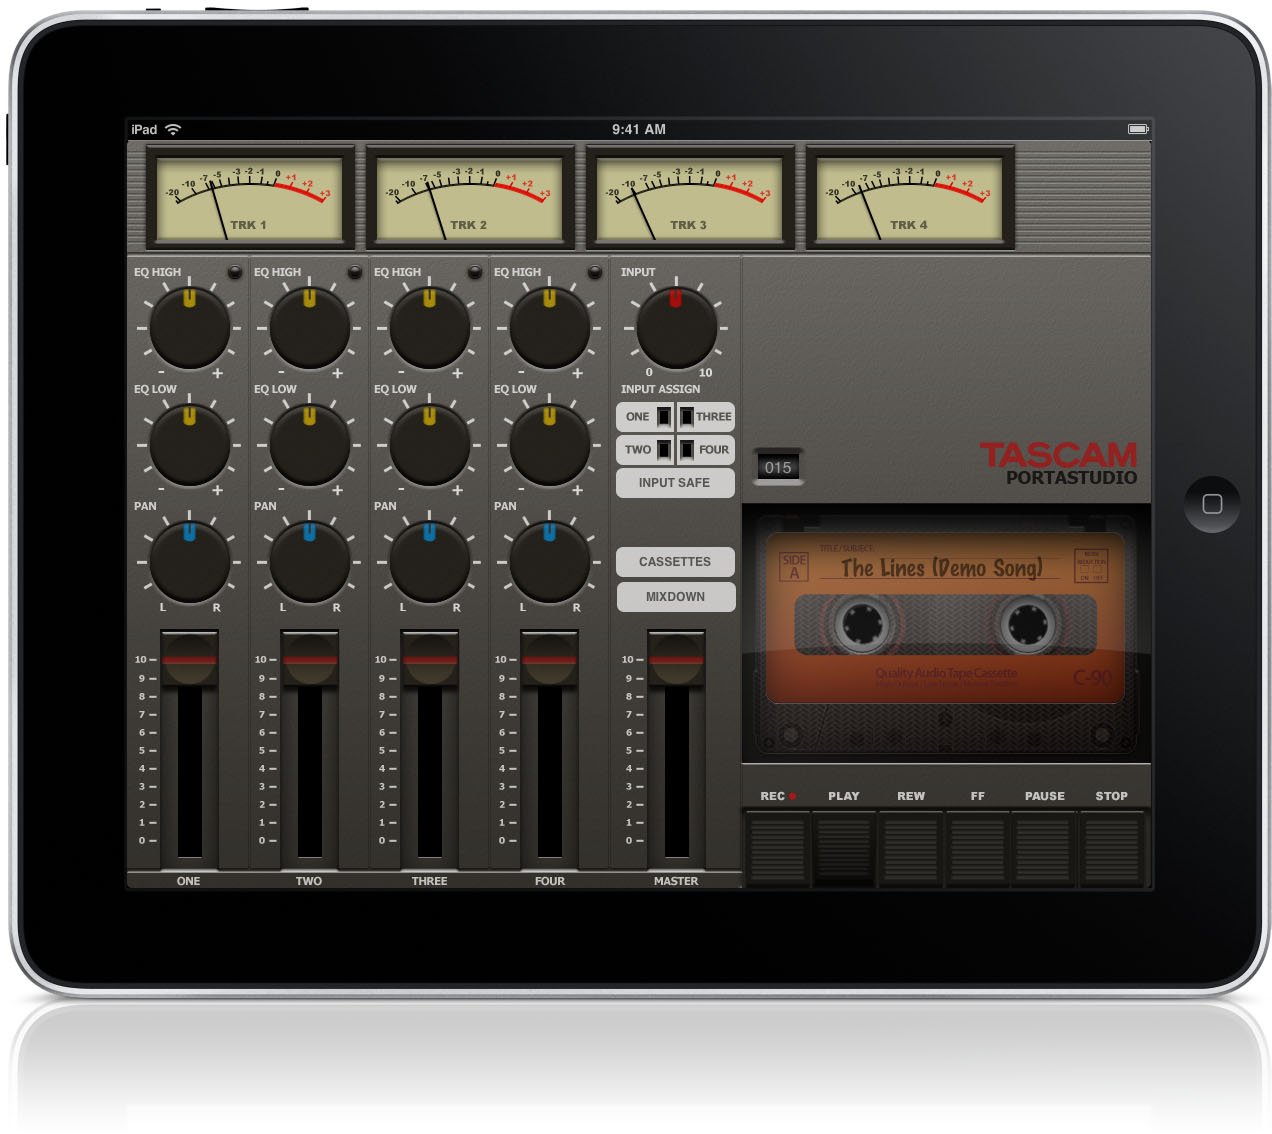 iPad 9:41 AM
-20 -10 -7 -5 -3 -2 -1 0 +1 +2 +3
TRK 1
-20 -10 -7 -5 -3 -2 -1 0 +1 +2 +3
TRK 2
-20 -10 -7 -5 -3 -2 -1 0 +1 +2 +3
TRK 3
-20 -10 -7 -5 -3 -2 -1 0 +1 +2 +3
TRK 4
EQ HIGH EQ HIGH EQ HIGH EQ HIGH INPUT
- + - + - + - + 0 10
EQ LOW EQ LOW EQ LOW EQ LOW INPUT ASSIGN
ONE THREE
TWO FOUR
INPUT SAFE
- + - + - + - +
PAN PAN PAN PAN
CASSETTES
MIXDOWN
L R L R L R L R
10 10 10 10 10
9 9 9 9 9
8 8 8 8 8
7 7 7 7 7
6 6 6 6 6
5 5 5 5 5
4 4 4 4 4
3 3 3 3 3
2 2 2 2 2
1 1 1 1 1
0 0 0 0 0
ONE TWO THREE FOUR MASTER
015
TASCAM
PORTASTUDIO
SIDE
A
TITLE/SUBJECT:
The Lines (Demo Song)
NOISE
REDUCTION
ON OFF
Quality Audio Tape Cassette
C-90
REC PLAY REW FF PAUSE STOP